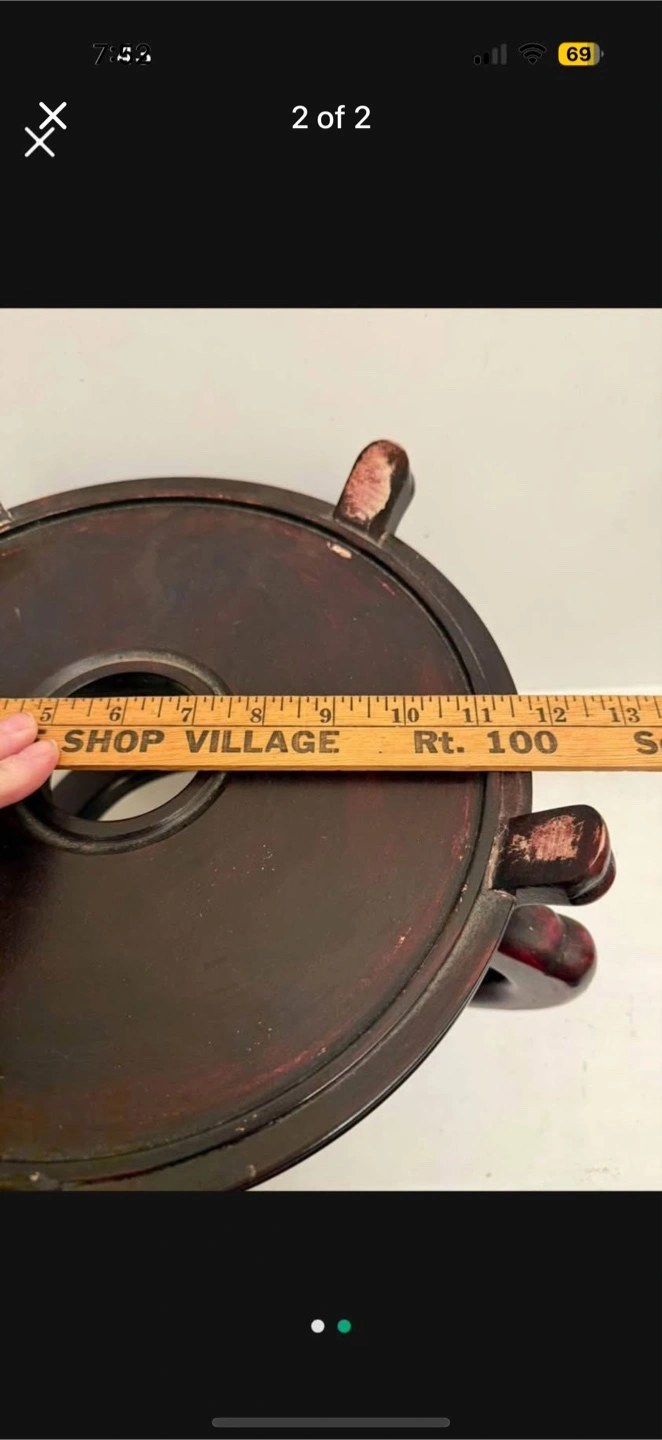 2 of 2
69
5 6 7 8 9 10 11 12 13
SHOP VILLAGE Rt. 100